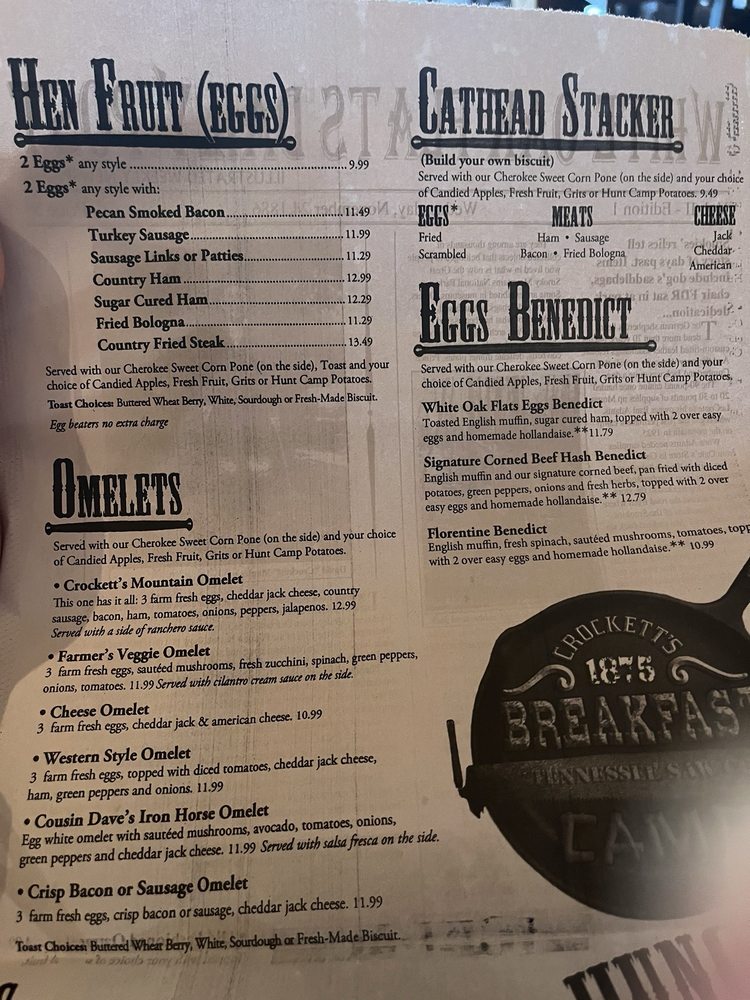 HEN FRUIT (EGGS)
2 Eggs* any style ........ 9.99
2 Eggs* any style with:
Pecan Smoked Bacon ........ 11.49
Turkey Sausage ........ 11.99
Sausage Links or Patties ........ 11.29
Country Ham ........ 12.99
Sugar Cured Ham ........ 12.29
Fried Bologna ........ 11.29
Country Fried Steak ........ 13.49
Served with our Cherokee Sweet Corn Pone (on the side), Toast and your
choice of Candied Apples, Fresh Fruit, Grits or Hunt Camp Potatoes.
Toast Choices: Buttered Wheat Berry, White, Sourdough or Fresh-Made Biscuit.
Egg beaters no extra charge
OMELETS
Served with our Cherokee Sweet Corn Pone (on the side) and your choice
of Candied Apples, Fresh Fruit, Grits or Hunt Camp Potatoes.
• Crockett's Mountain Omelet
This one has it all: 3 farm fresh eggs, cheddar jack cheese, country
sausage, bacon, ham, tomatoes, onions, peppers, jalapenos. 12.99
Served with a side of ranchero sauce.
• Farmer's Veggie Omelet
3 farm fresh eggs, sautéed mushrooms, fresh zucchini, spinach, green peppers,
onions, tomatoes. 11.99 Served with cilantro cream sauce on the side.
• Cheese Omelet
3 farm fresh eggs, cheddar jack & american cheese. 10.99
• Western Style Omelet
3 farm fresh eggs, topped with diced tomatoes, cheddar jack cheese,
ham, green peppers and onions. 11.99
• Cousin Dave's Iron Horse Omelet
Egg white omelet with sautéed mushrooms, avocado, tomatoes, onions,
green peppers and cheddar jack cheese. 11.99 Served with salsa fresca on the side.
• Crisp Bacon or Sausage Omelet
3 farm fresh eggs, crisp bacon or sausage, cheddar jack cheese. 11.99
Toast Choices: Buttered Wheat Berry, White, Sourdough or Fresh-Made Biscuit.
CATHEAD STACKER
(Build your own biscuit)
Served with our Cherokee Sweet Corn Pone (on the side) and your choice
of Candied Apples, Fresh Fruit, Grits or Hunt Camp Potatoes. 9.49
EGGS* MEATS CHEESE
Fried Ham • Sausage Jack
Scrambled Bacon • Fried Bologna Cheddar
American
EGGS BENEDICT
Served with our Cherokee Sweet Corn Pone (on the side) and your
choice of Candied Apples, Fresh Fruit, Grits or Hunt Camp Potatoes.
White Oak Flats Eggs Benedict
Toasted English muffin, sugar cured ham, topped with 2 over easy
eggs and homemade hollandaise.**11.79
Signature Corned Beef Hash Benedict
English muffin and our signature corned beef, pan fried with diced
potatoes, green peppers, onions and fresh herbs, topped with 2 over
easy eggs and homemade hollandaise.** 12.79
Florentine Benedict
English muffin, fresh spinach, sautéed mushrooms, tomatoes, topp
with 2 over easy eggs and homemade hollandaise.** 10.99
CROCKETT'S
1875
BREAKFAST
TENNESSEE
CAM